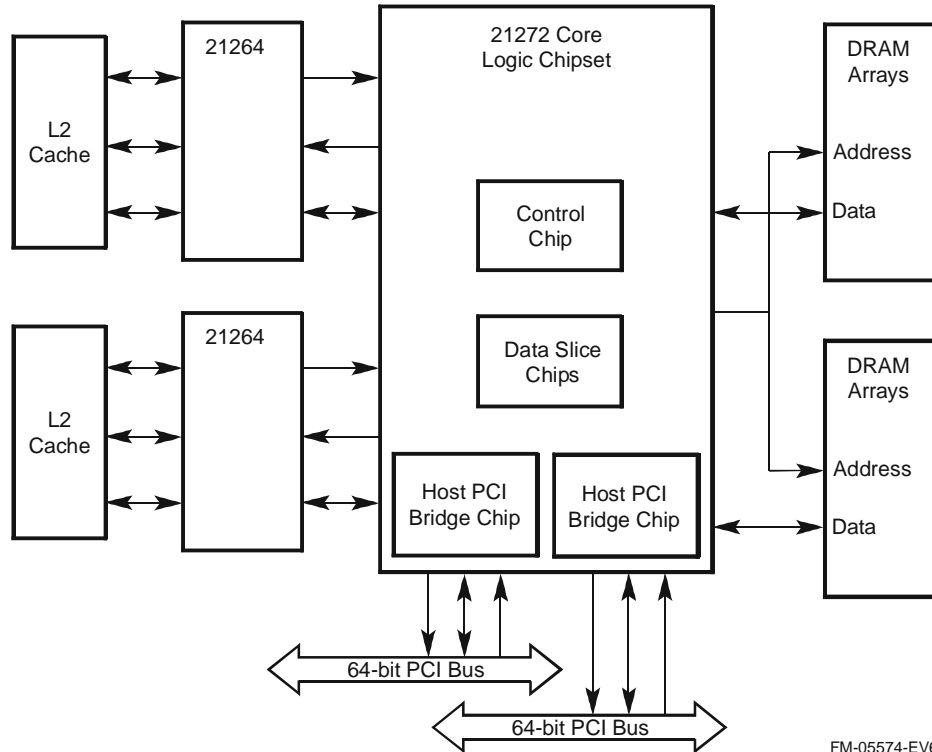 21264
21272 Core
Logic Chipset
DRAM
Arrays
L2
Cache
Address
Control
Chip
Data
21264
Data Slice
Chips
DRAM
Arrays
L2
Cache
Address
Host PCI
Bridge Chip
Host PCI
Bridge Chip
Data
64-bit PCI Bus
64-bit PCI Bus